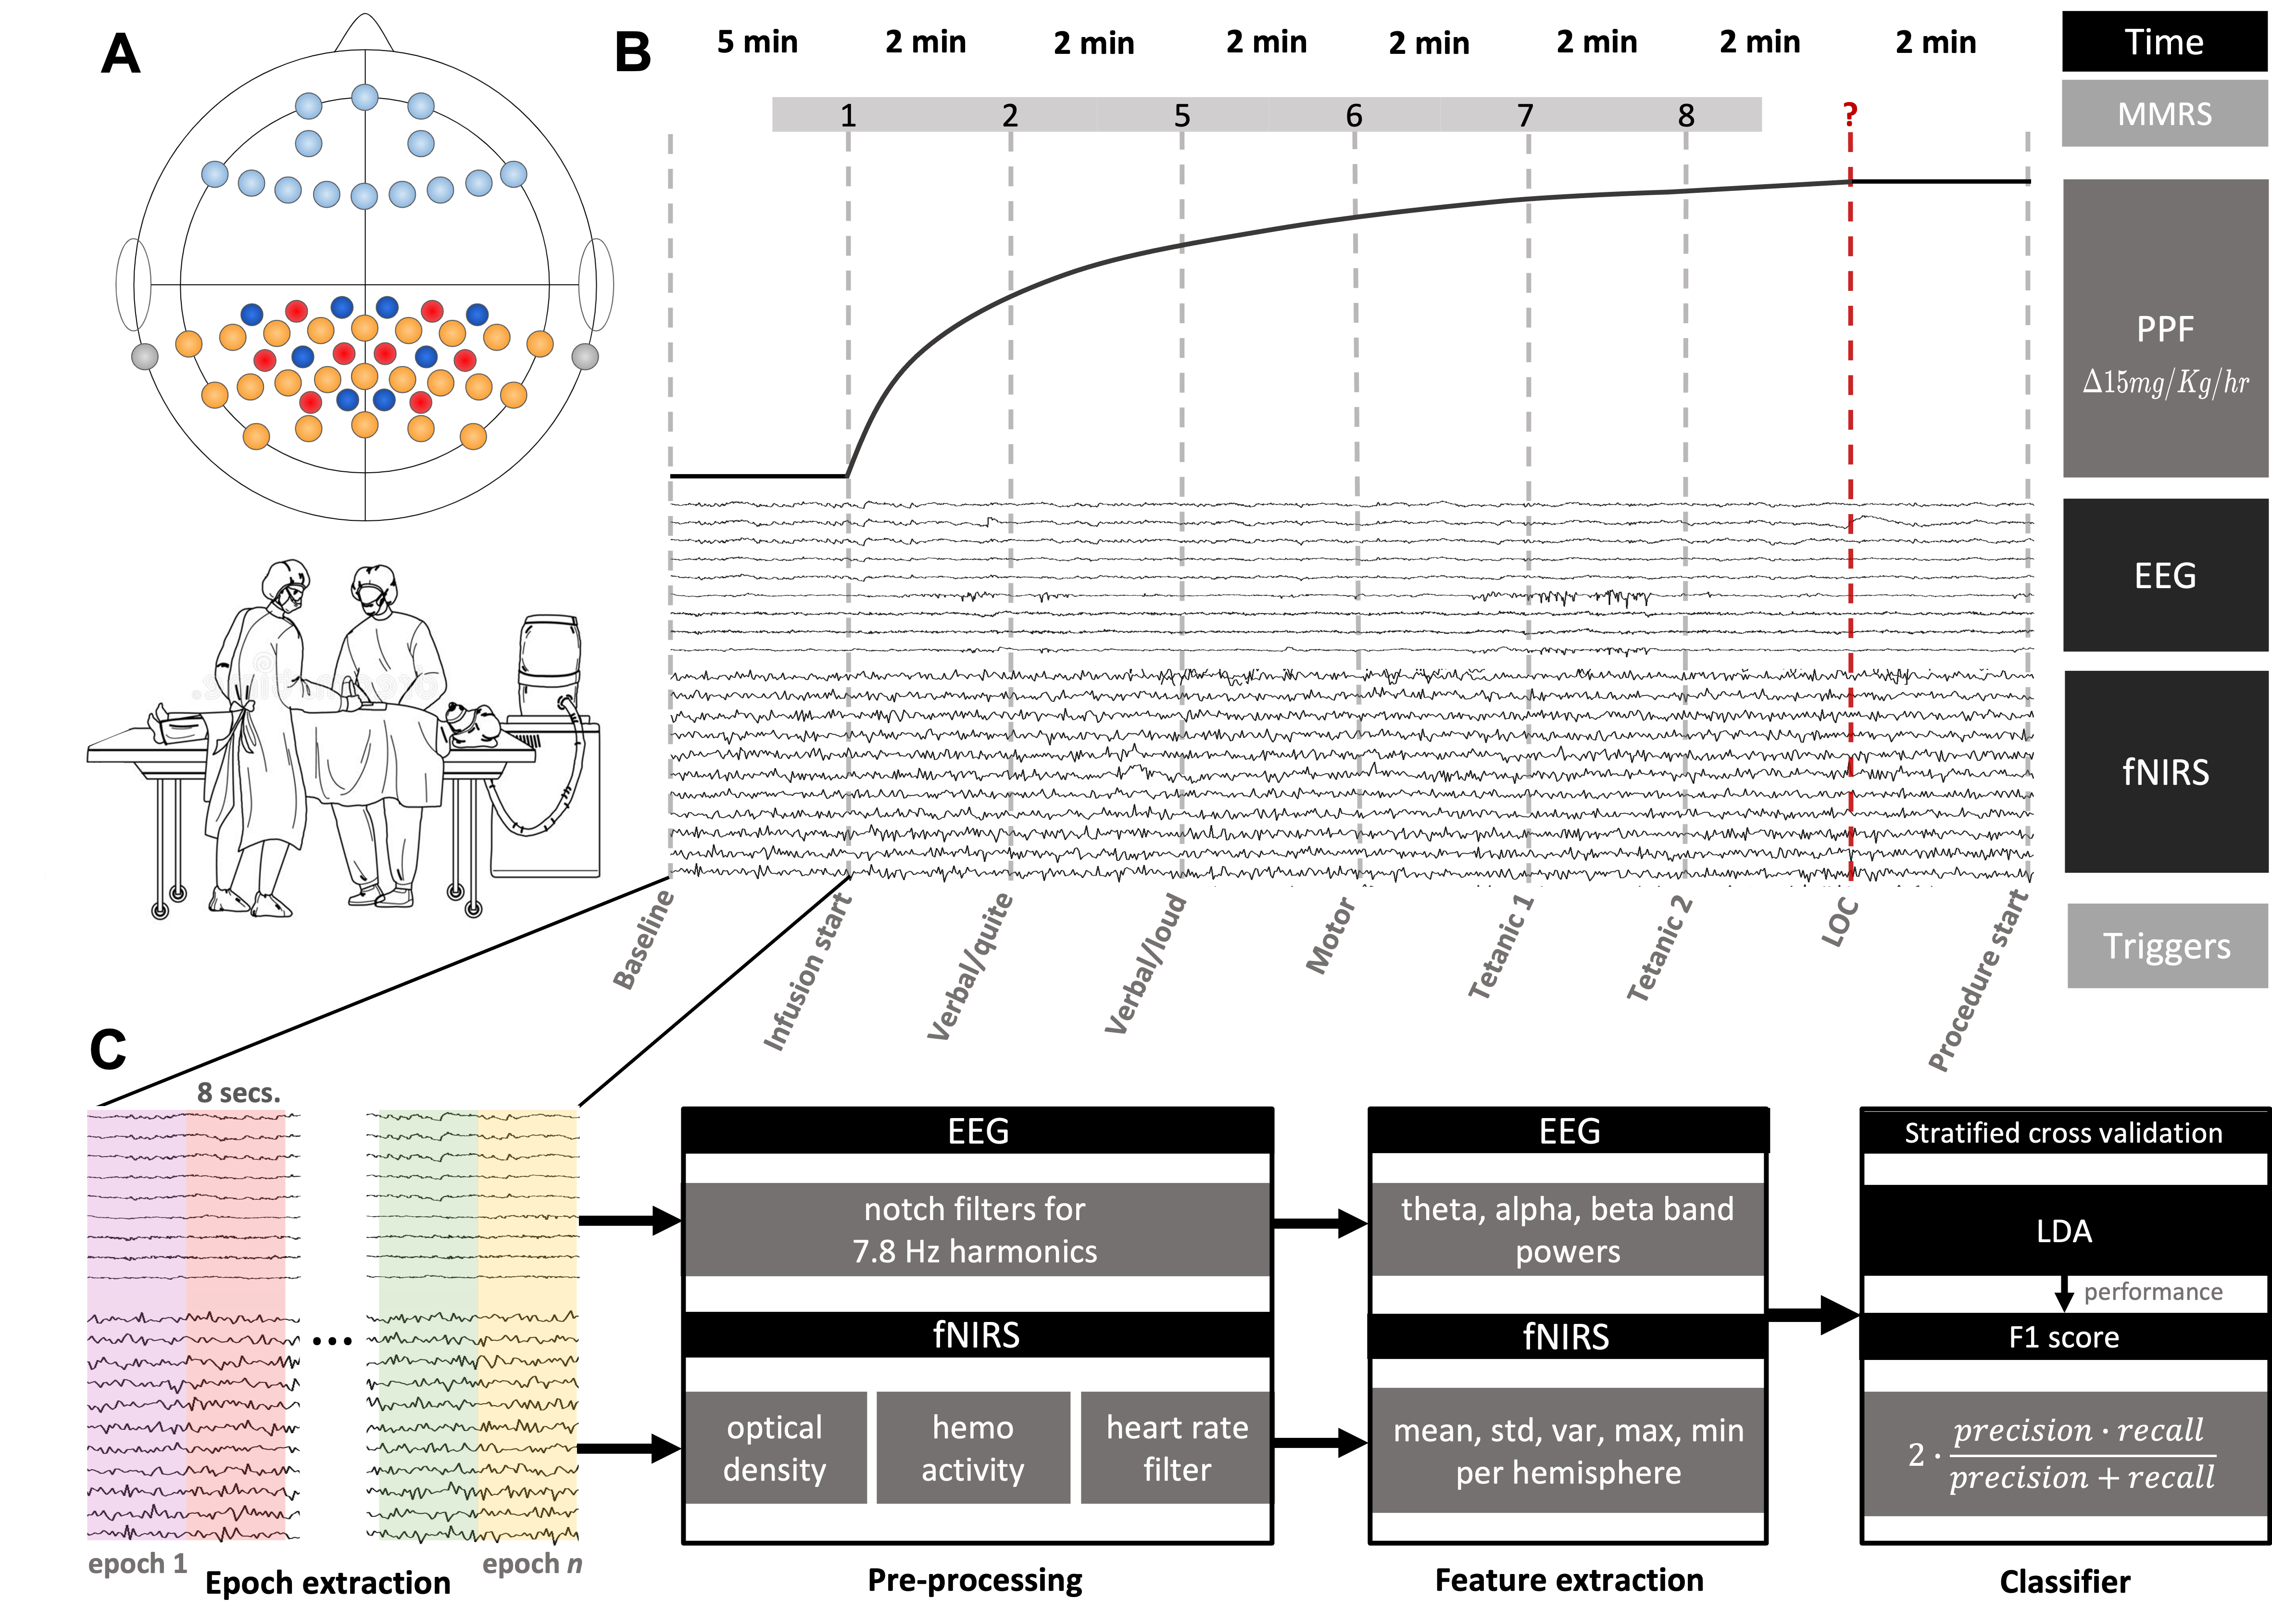 A
B
5 min 2 min 2 min 2 min 2 min 2 min 2 min 2 min
Time
1 2 5 6 7 8 ?
MMRS
PPF
Δ15mg/Kg/hr
EEG
fNIRS
Baseline
Infusion start
Verbal/quite
Verbal/loud
Motor
Tetanic 1
Tetanic 2
LOC
Procedure start
Triggers
C
8 secs.
...
epoch 1
epoch n
Epoch extraction
EEG
notch filters for
7.8 Hz harmonics
fNIRS
optical
density
hemo
activity
heart rate
filter
Pre-processing
EEG
theta, alpha, beta band
powers
fNIRS
mean, std, var, max, min
per hemisphere
Feature extraction
Stratified cross validation
LDA
performance
F1 score
2 · precision · recall
precision + recall
Classifier